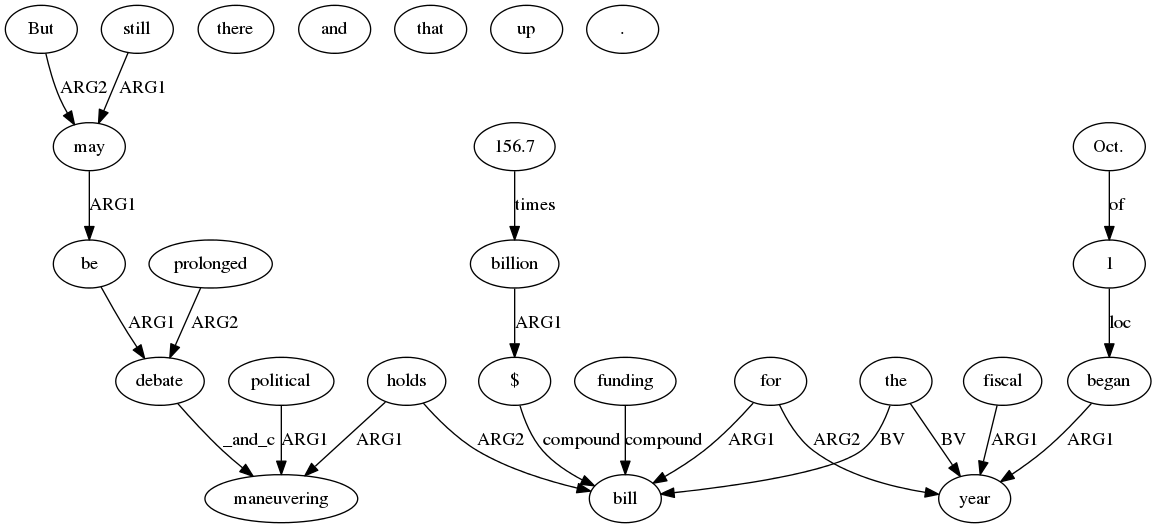 But still there and that up .
ARG2 ARG1
may 156.7 Oct.
ARG1 times of
be prolonged billion 1
ARG1 ARG2 ARG1 loc
debate political holds $ funding for the fiscal began
_and_c ARG1 ARG1 ARG2 compound compound ARG1 ARG2 BV BV ARG1 ARG1
maneuvering bill year